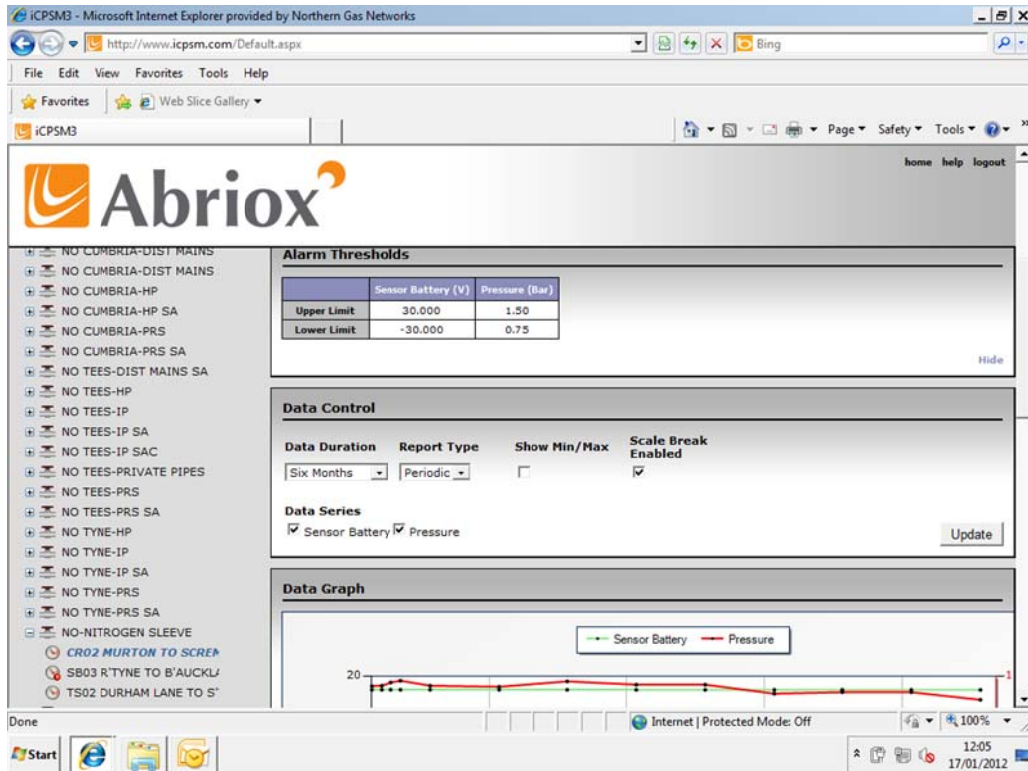 iCPSM3 - Microsoft Internet Explorer provided by Northern Gas Networks
http://www.icpsm.com/Default.aspx
Bing
File Edit View Favorites Tools Help
Favorites Web Slice Gallery
iCPSM3
Page Safety Tools
home help logout
Abriox
NO CUMBRIA-DIST MAINS
NO CUMBRIA-DIST MAINS
NO CUMBRIA-HP
NO CUMBRIA-HP SA
NO CUMBRIA-PRS
NO CUMBRIA-PRS SA
NO TEES-DIST MAINS SA
NO TEES-HP
NO TEES-IP
NO TEES-IP SA
NO TEES-IP SAC
NO TEES-PRIVATE PIPES
NO TEES-PRS
NO TEES-PRS SA
NO TYNE-HP
NO TYNE-IP
NO TYNE-IP SA
NO TYNE-PRS
NO TYNE-PRS SA
NO-NITROGEN SLEEVE
CR02 MURTON TO SCREM
SB03 R'TYNE TO B'AUCKL
TS02 DURHAM LANE TO S'
Alarm Thresholds
Sensor Battery (V) Pressure (Bar)
Upper Limit 30.000 1.50
Lower Limit -30.000 0.75
Hide
Data Control
Data Duration Report Type Show Min/Max Scale Break Enabled
Six Months Periodic
Data Series
Sensor Battery Pressure
Update
Data Graph
Sensor Battery Pressure
20 1
Done
Internet | Protected Mode: Off
100%
Start
12:05
17/01/2012